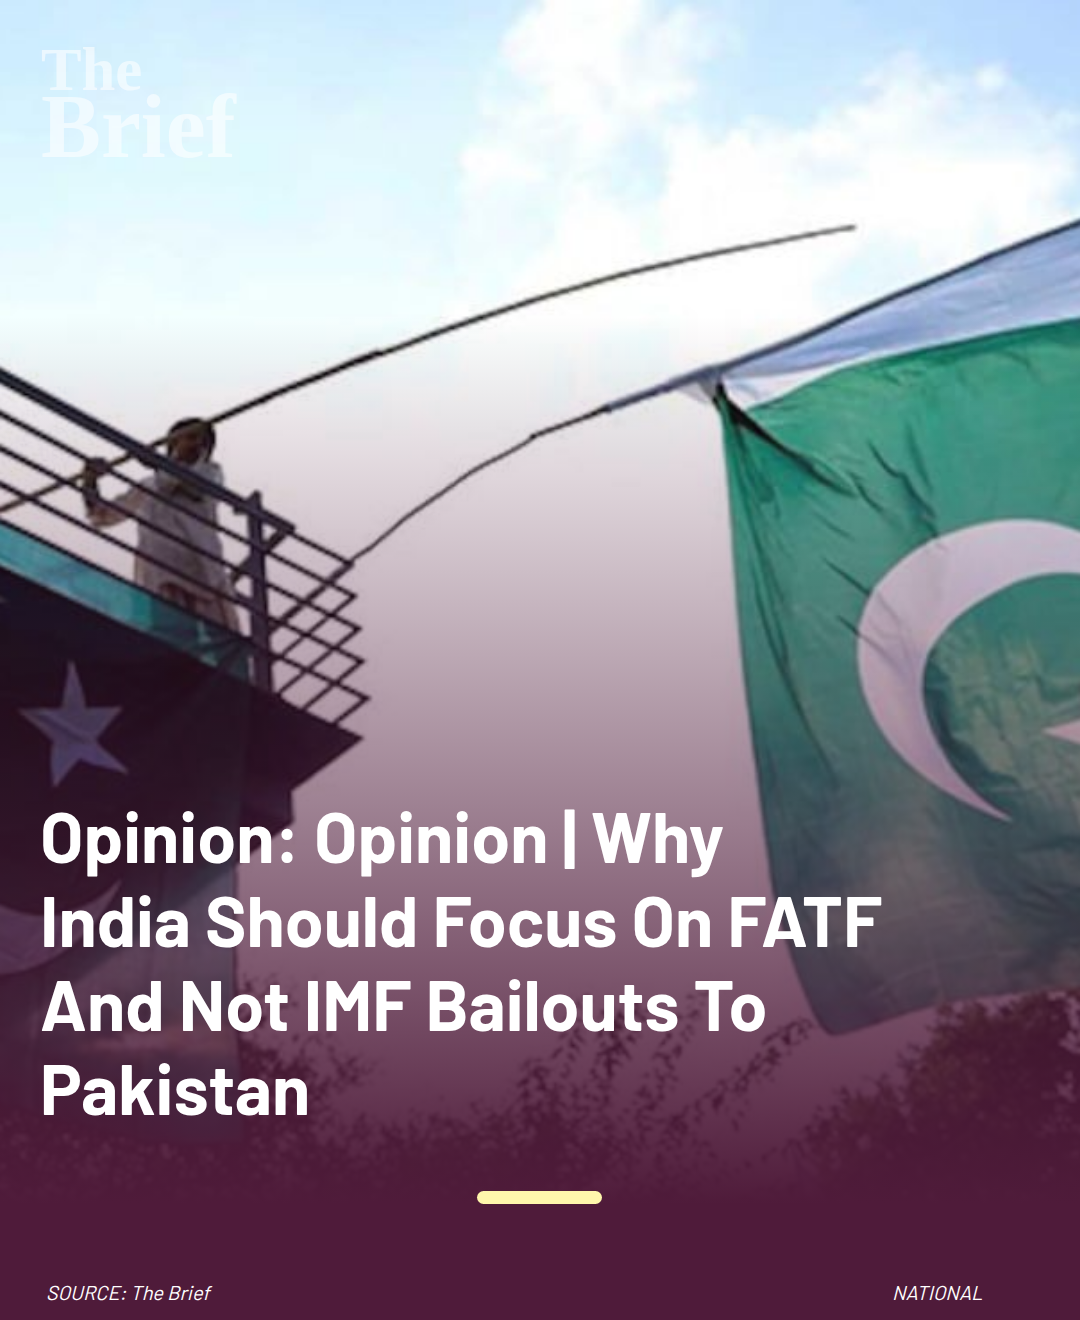 The
Brief
Opinion: Opinion | Why
India Should Focus On FATF
And Not IMF Bailouts To
Pakistan
SOURCE: The Brief
NATIONAL